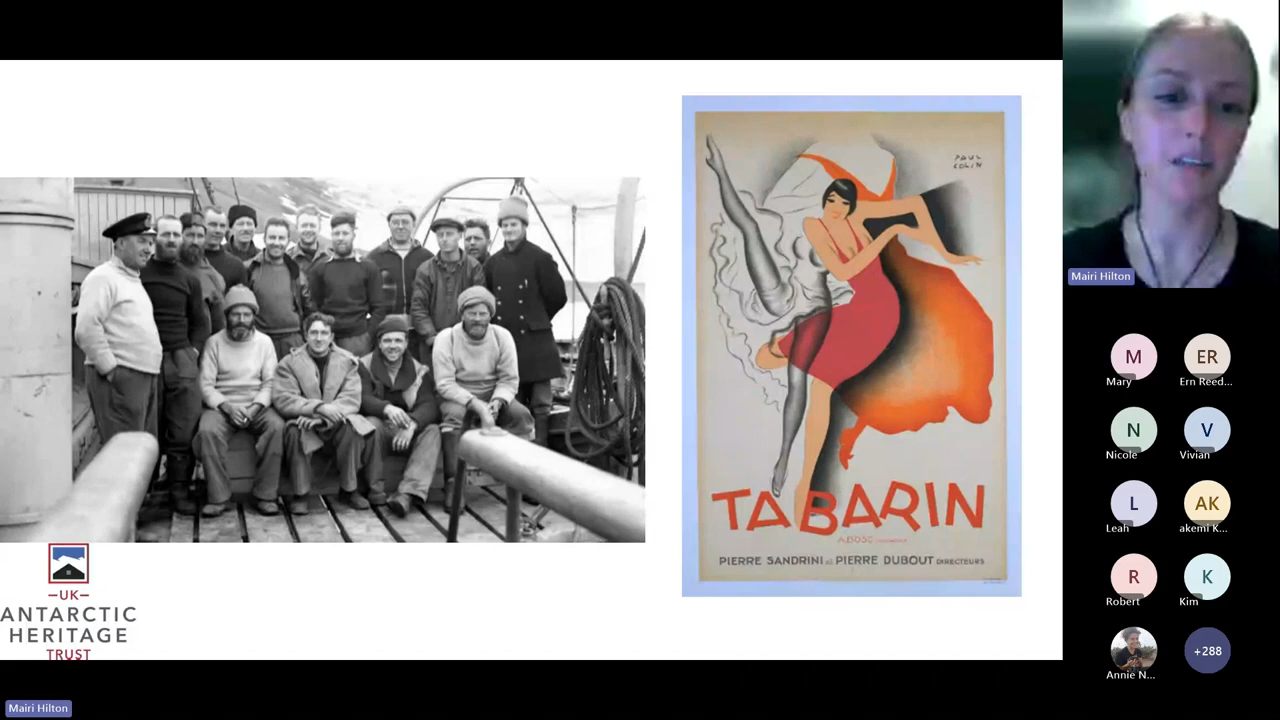 PAUL
COLIN
TABARIN
PIERRE SANDRINI et PIERRE DUBOUT DIRECTEURS
UK
ANTARCTIC
HERITAGE
TRUST
Mairi Hilton
Mairi Hilton
M
ER
Mary
Ern Reed...
N
V
Nicole
Vivian
L
AK
Leah
akemi K...
R
K
Robert
Kim
+288
Annie N...